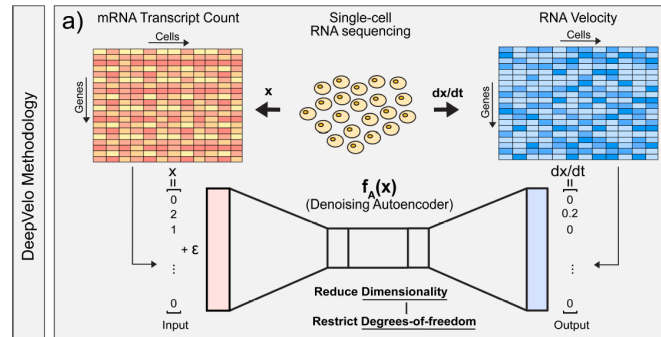 DeepVelo Methodology
a)
mRNA Transcript Count
Cells
Genes
Single-cell
RNA sequencing
x
dx/dt
RNA Velocity
Cells
Genes
x
=
0
2
1
+ ε
...
0
Input
f_A(x)
(Denoising Autoencoder)
Reduce Dimensionality
Restrict Degrees-of-freedom
dx/dt
=
0
0.2
0
...
0
Output